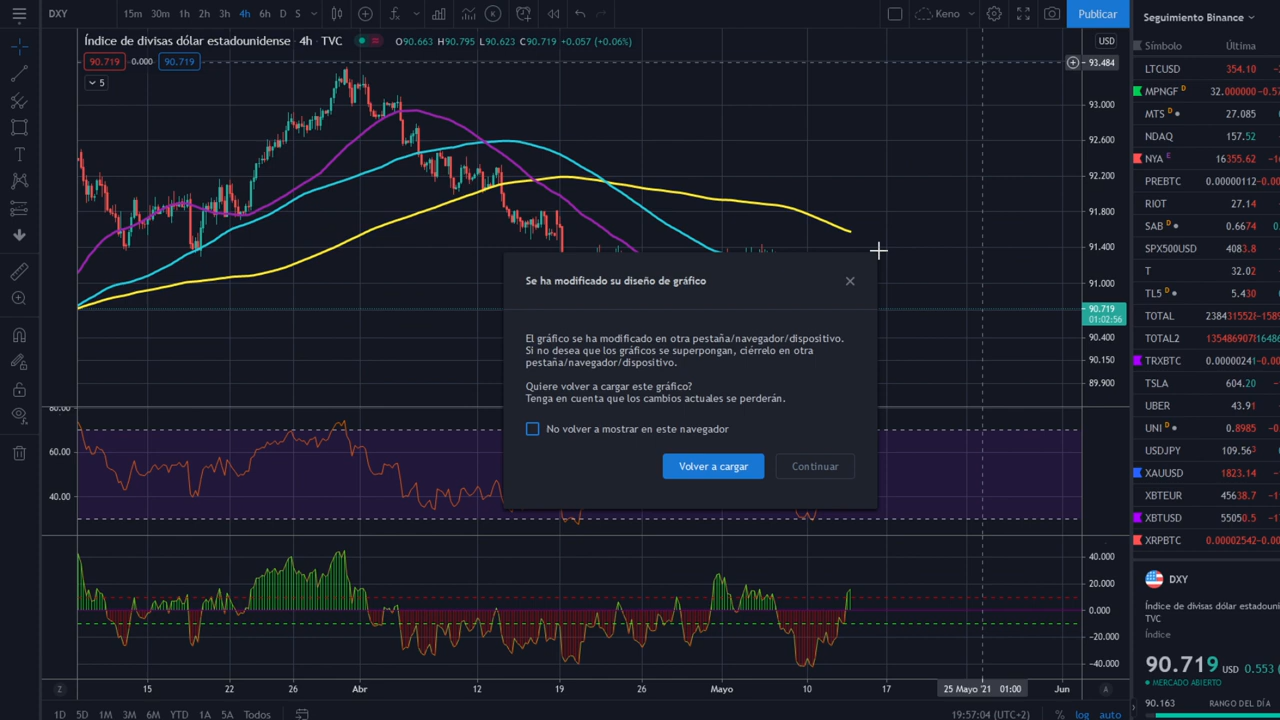 DXY 15m 30m 1h 2h 3h 4h 6h D S Keno Publicar
Seguimiento Binance
Índice de divisas dólar estadounidense · 4h · TVC O90.663 H90.795 L90.623 C90.719 +0.057 (+0.06%)
USD
90.719 0.000 90.719
5
93.484
93.000
92.600
92.200
91.800
91.400
91.000
90.719
01:02:56
90.400
90.150
89.900
Se ha modificado su diseño de gráfico
El gráfico se ha modificado en otra pestaña/navegador/dispositivo.
Si no desea que los gráficos se superpongan, ciérrelo en otra
pestaña/navegador/dispositivo.
Quiere volver a cargar este gráfico?
Tenga en cuenta que los cambios actuales se perderán.
No volver a mostrar en este navegador
Volver a cargar Continuar
80.00
60.00
40.00
40.000
20.000
0.000
-20.000
-40.000
Z 15 22 26 Abr 12 19 26 Mayo 10 17 25 Mayo '21 01:00 Jun A
1D 5D 1M 3M 6M YTD 1A 5A Todos 19:57:04 (UTC+2) % log auto
Símbolo Última
LTCUSD 354.10
MPNGF D 32.000000 -0.57
MTS D 27.085
NDAQ 157.52
NYA E 16355.62
PREBTC 0.00000112 -0.00
RIOT 27.14
SAB D 0.6674
SPX500USD 4083.8
T 32.02
TL5 D 5.430
TOTAL
TOTAL2
TRXBTC
TSLA 604.20
UBER 43.91
UNI D 0.8985
USDJPY 109.563
XAUUSD 1823.14
XBTEUR 45638.7
XBTUSD 55050.5
XRPBTC 0.00002542 -0.00
DXY
Índice de divisas dólar estadouni
TVC
Índice
90.719 USD 0.553
MERCADO ABIERTO
90.163 RANGO DEL DÍA